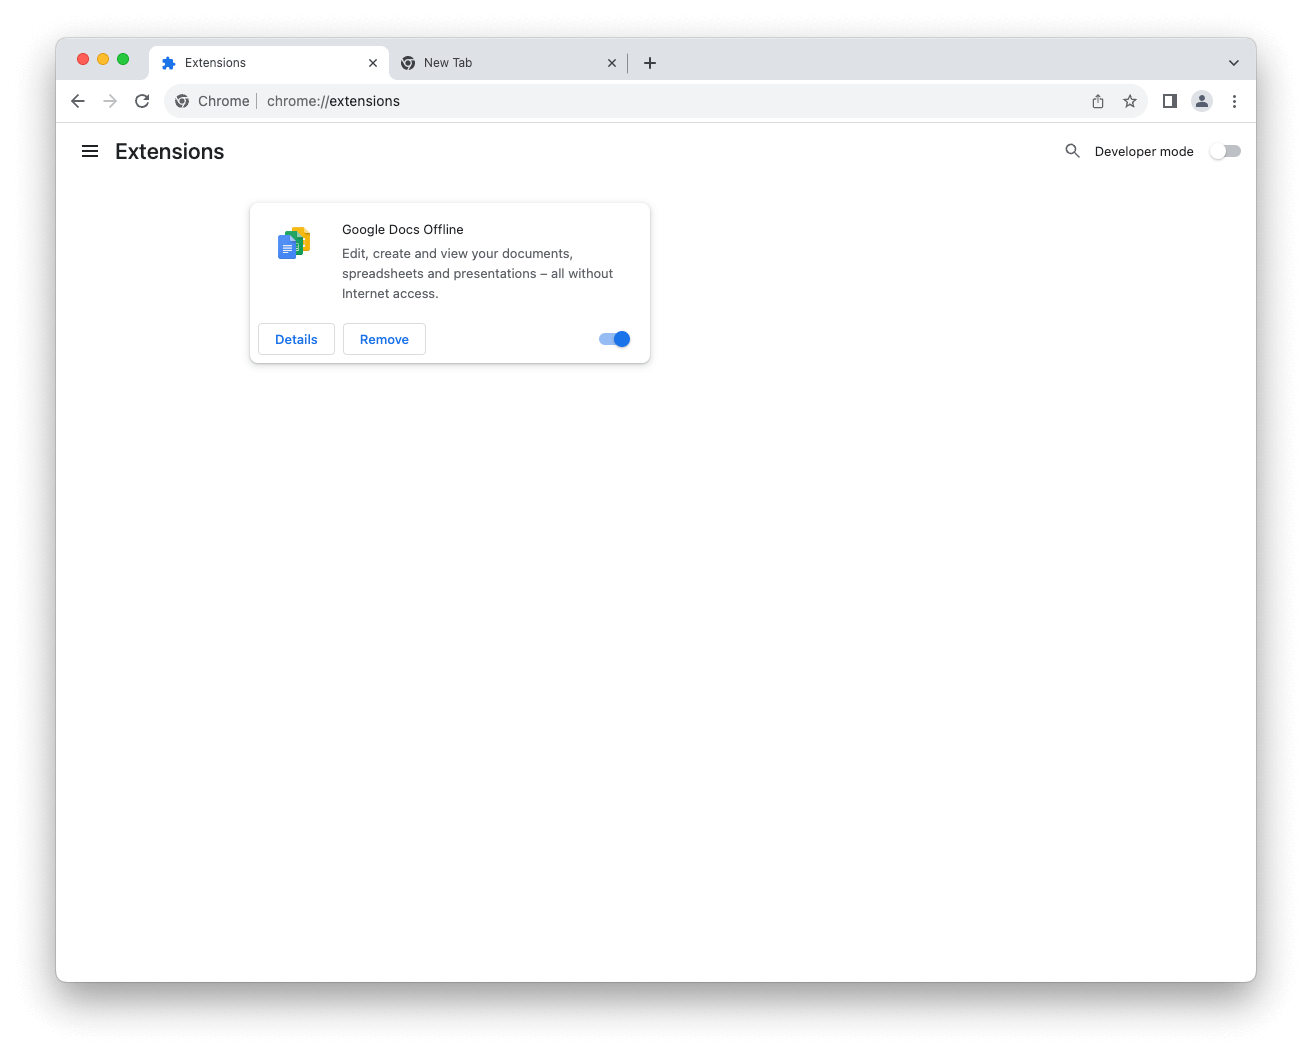 Extensions
New Tab
Chrome
chrome://extensions
Extensions
Developer mode
Google Docs Offline
Edit, create and view your documents,
spreadsheets and presentations – all without
Internet access.
Details
Remove